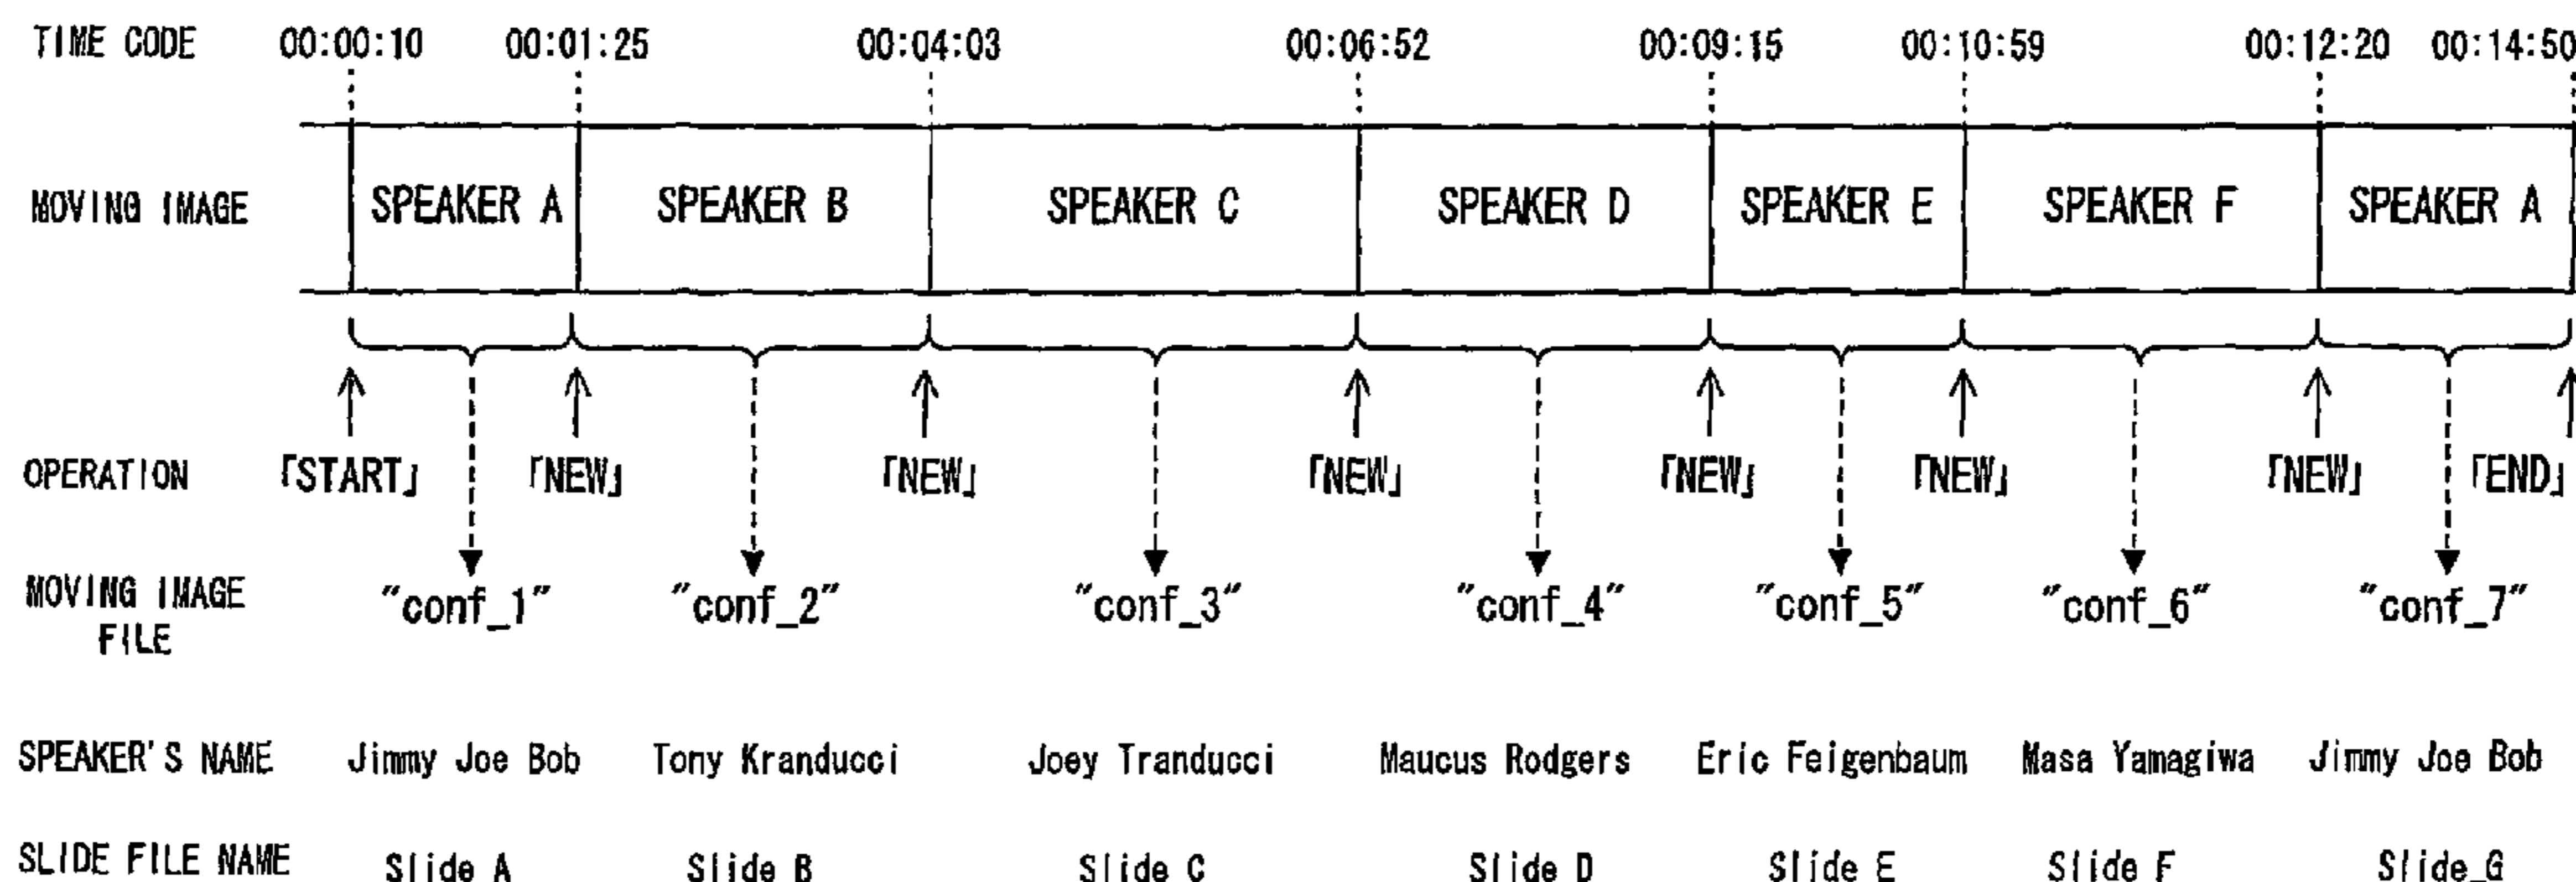 TIME CODE 00:00:10 00:01:25 00:04:03 00:06:52 00:09:15 00:10:59 00:12:20 00:14:50
MOVING IMAGE SPEAKER A SPEAKER B SPEAKER C SPEAKER D SPEAKER E SPEAKER F SPEAKER A
OPERATION 「START」 「NEW」 「NEW」 「NEW」 「NEW」 「NEW」 「NEW」 「END」
MOVING IMAGE FILE "conf_1" "conf_2" "conf_3" "conf_4" "conf_5" "conf_6" "conf_7"
SPEAKER'S NAME Jimmy Joe Bob Tony Kranducci Joey Tranducci Maucus Rodgers Eric Feigenbaum Masa Yamagiwa Jimmy Joe Bob
SLIDE FILE NAME Slide A Slide B Slide C Slide D Slide E Slide F Slide_G